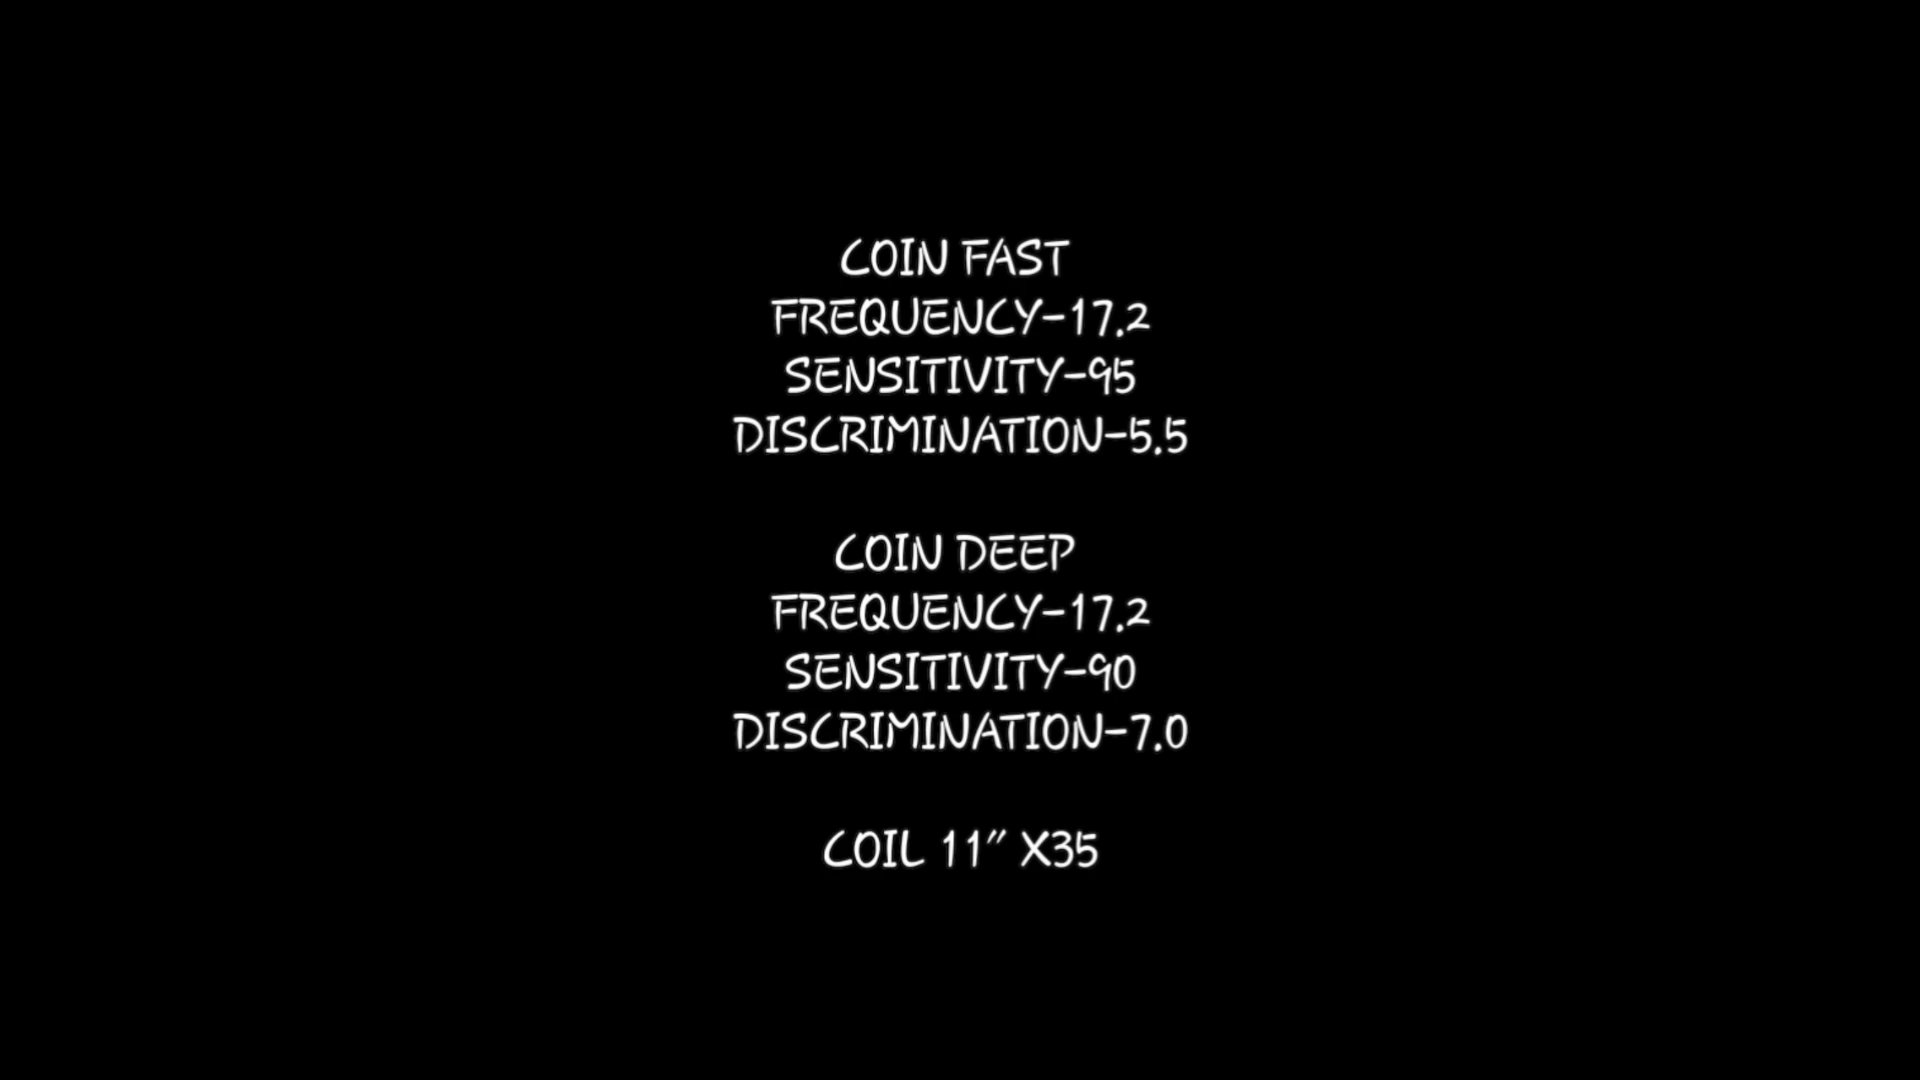 COIN FAST
FREQUENCY-17.2
SENSITIVITY-95
DISCRIMINATION-5.5
COIN DEEP
FREQUENCY-17.2
SENSITIVITY-90
DISCRIMINATION-7.0
COIL 11" X35